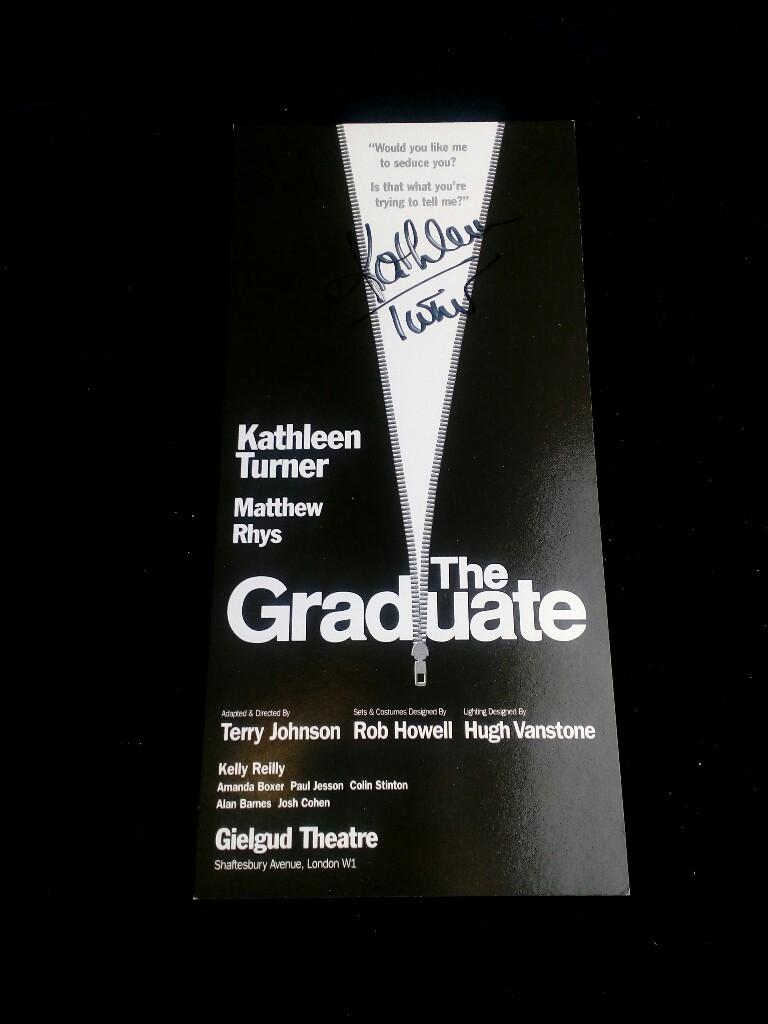 “Would you like me
to seduce you?
Is that what you're
trying to tell me?”
Kathleen
Turner
Kathleen
Turner
Matthew
Rhys
The
Graduate
Adapted & Directed By
Terry Johnson
Sets & Costumes Designed By
Rob Howell
Lighting Designed By
Hugh Vanstone
Kelly Reilly
Amanda Boxer Paul Jesson Colin Stinton
Alan Barnes Josh Cohen
Gielgud Theatre
Shaftesbury Avenue, London W1